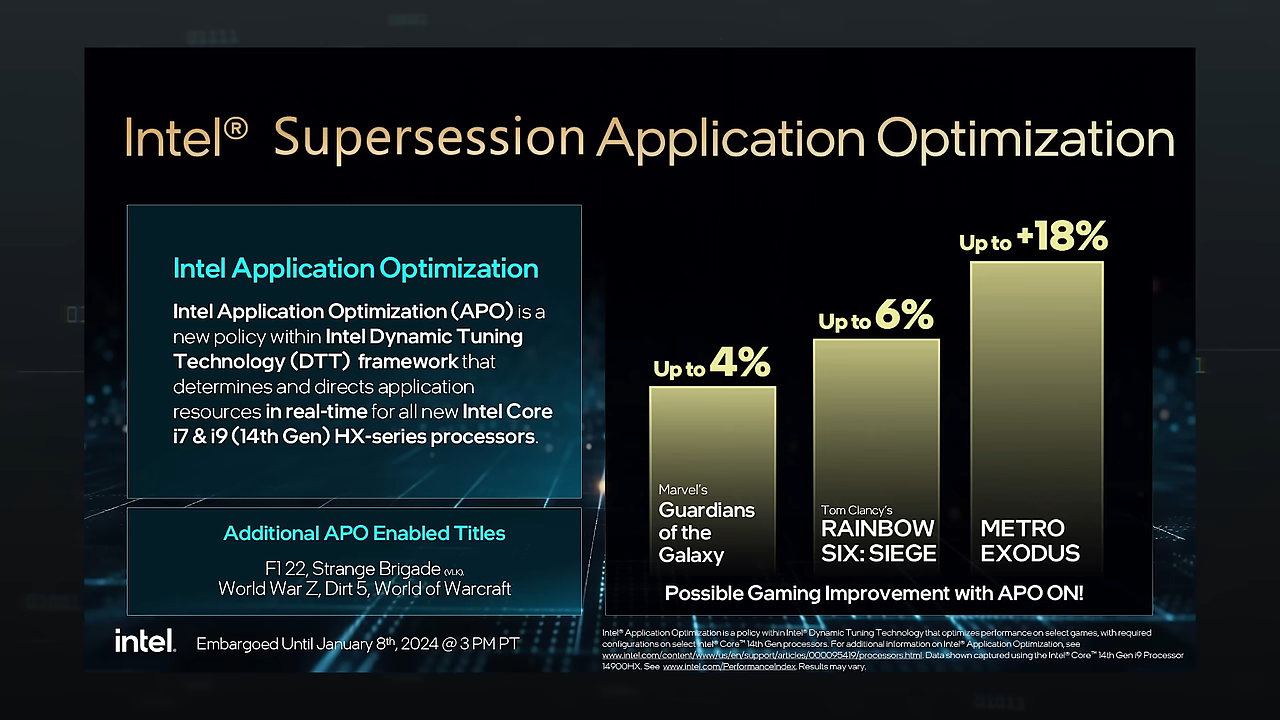 Intel® Supersession Application Optimization
Intel Application Optimization
Intel Application Optimization (APO) is a
new policy within Intel Dynamic Tuning
Technology (DTT) framework that
determines and directs application
resources in real-time for all new Intel Core
i7 & i9 (14th Gen) HX-series processors.
Additional APO Enabled Titles
F1 22, Strange Brigade (VLK),
World War Z, Dirt 5, World of Warcraft
Up to 4%
Marvel's
Guardians
of the
Galaxy
Up to 6%
Tom Clancy's
RAINBOW
SIX: SIEGE
Up to +18%
METRO
EXODUS
Possible Gaming Improvement with APO ON!
intel.
Embargoed Until January 8th, 2024 @ 3 PM PT
Intel® Application Optimization is a policy within Intel® Dynamic Tuning Technology that optimizes performance on select games, with required
configurations on select Intel® Core™ 14th Gen processors. For additional information on Intel® Application Optimization, see
www.intel.com/content/www/us/en/support/articles/000095419/processors.html. Data shown captured using the Intel® Core™ 14th Gen i9 Processor
14900HX. See www.intel.com/PerformanceIndex. Results may vary.